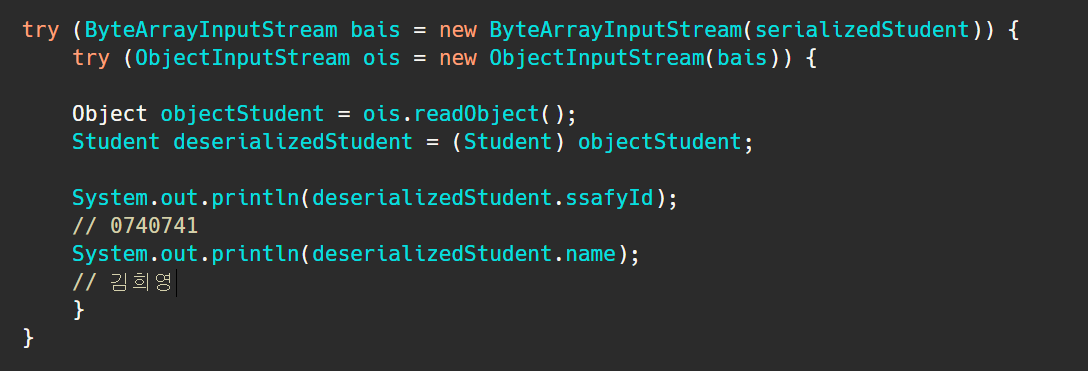 try (ByteArrayInputStream bais = new ByteArrayInputStream(serializedStudent)) {
    try (ObjectInputStream ois = new ObjectInputStream(bais)) {

    Object objectStudent = ois.readObject();
    Student deserializedStudent = (Student) objectStudent;

    System.out.println(deserializedStudent.ssafyId);
    // 0740741
    System.out.println(deserializedStudent.name);
    // 김희영
    }
}